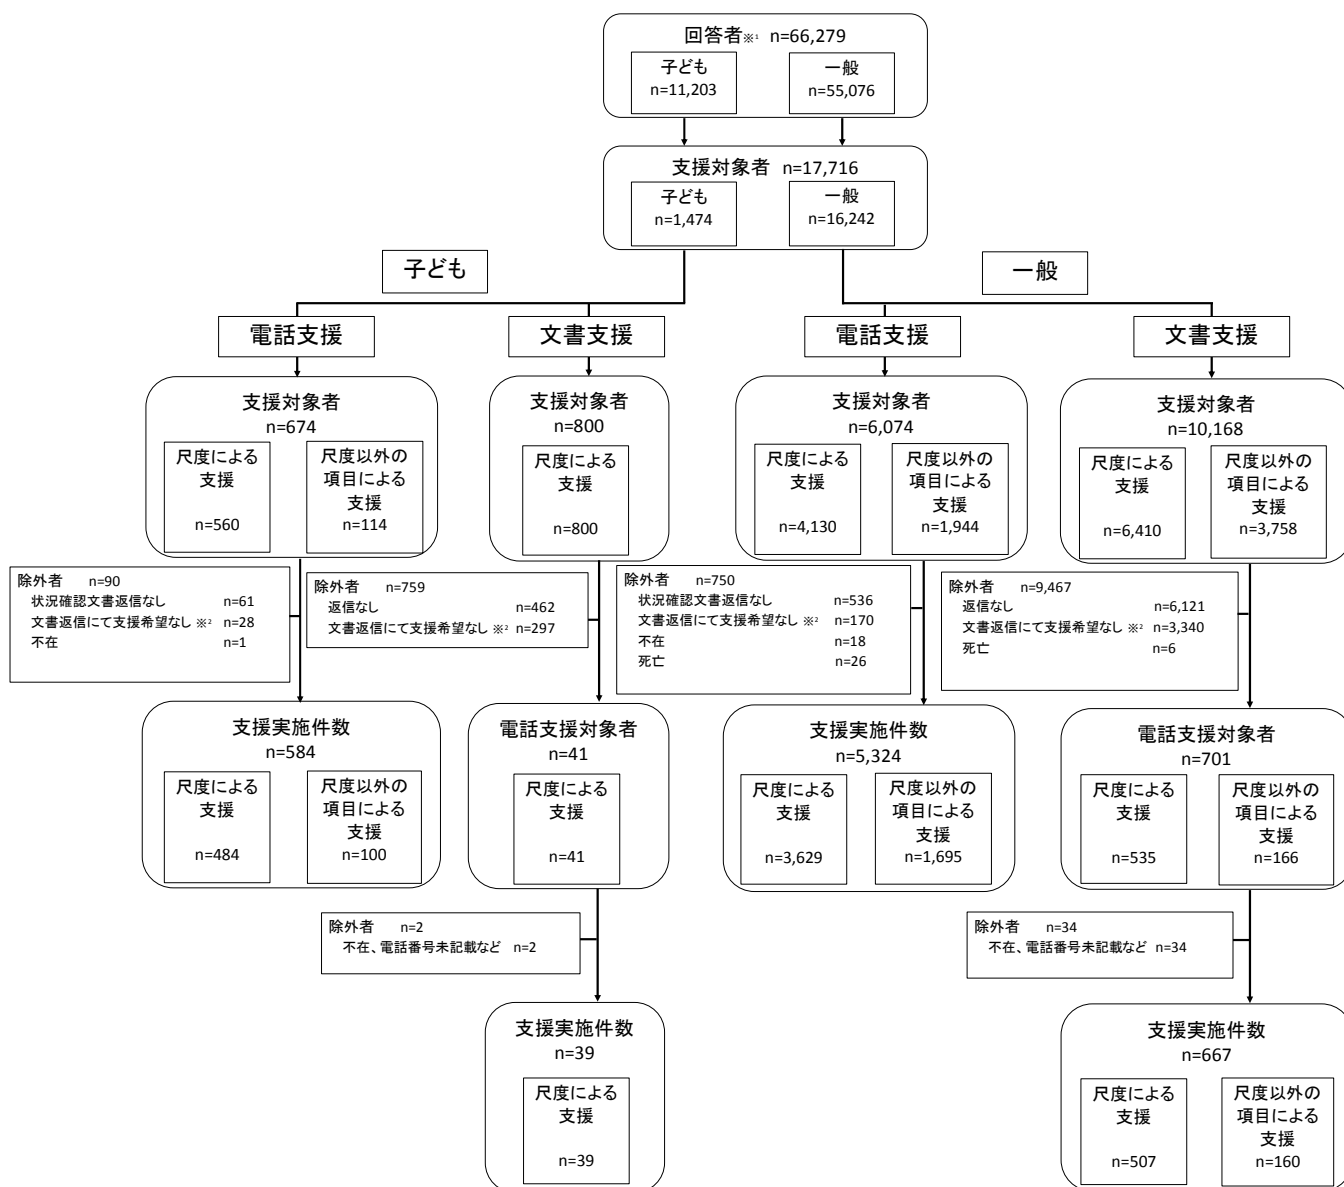 回答者※1 n=66,279
子ども
n=11,203
一般
n=55,076
支援対象者 n=17,716
子ども
n=1,474
一般
n=16,242
子ども
一般
電話支援
文書支援
電話支援
文書支援
支援対象者
n=674
尺度による
支援
n=560
尺度以外の
項目による
支援
n=114
支援対象者
n=800
尺度による
支援
n=800
支援対象者
n=6,074
尺度による
支援
n=4,130
尺度以外の
項目による
支援
n=1,944
支援対象者
n=10,168
尺度による
支援
n=6,410
尺度以外の
項目による
支援
n=3,758
除外者 n=90
状況確認文書返信なし n=61
文書返信にて支援希望なし ※2 n=28
不在 n=1
除外者 n=759
返信なし n=462
文書返信にて支援希望なし ※2 n=297
除外者 n=750
状況確認文書返信なし n=536
文書返信にて支援希望なし ※2 n=170
不在 n=18
死亡 n=26
除外者 n=9,467
返信なし n=6,121
文書返信にて支援希望なし ※2 n=3,340
死亡 n=6
支援実施件数
n=584
尺度による
支援
n=484
尺度以外の
項目による
支援
n=100
電話支援対象者
n=41
尺度による
支援
n=41
支援実施件数
n=5,324
尺度による
支援
n=3,629
尺度以外の
項目による
支援
n=1,695
電話支援対象者
n=701
尺度による
支援
n=535
尺度以外の
項目による
支援
n=166
除外者 n=2
不在、電話番号未記載など n=2
除外者 n=34
不在、電話番号未記載など n=34
支援実施件数
n=39
尺度による
支援
n=39
支援実施件数
n=667
尺度による
支援
n=507
尺度以外の
項目による
支援
n=160